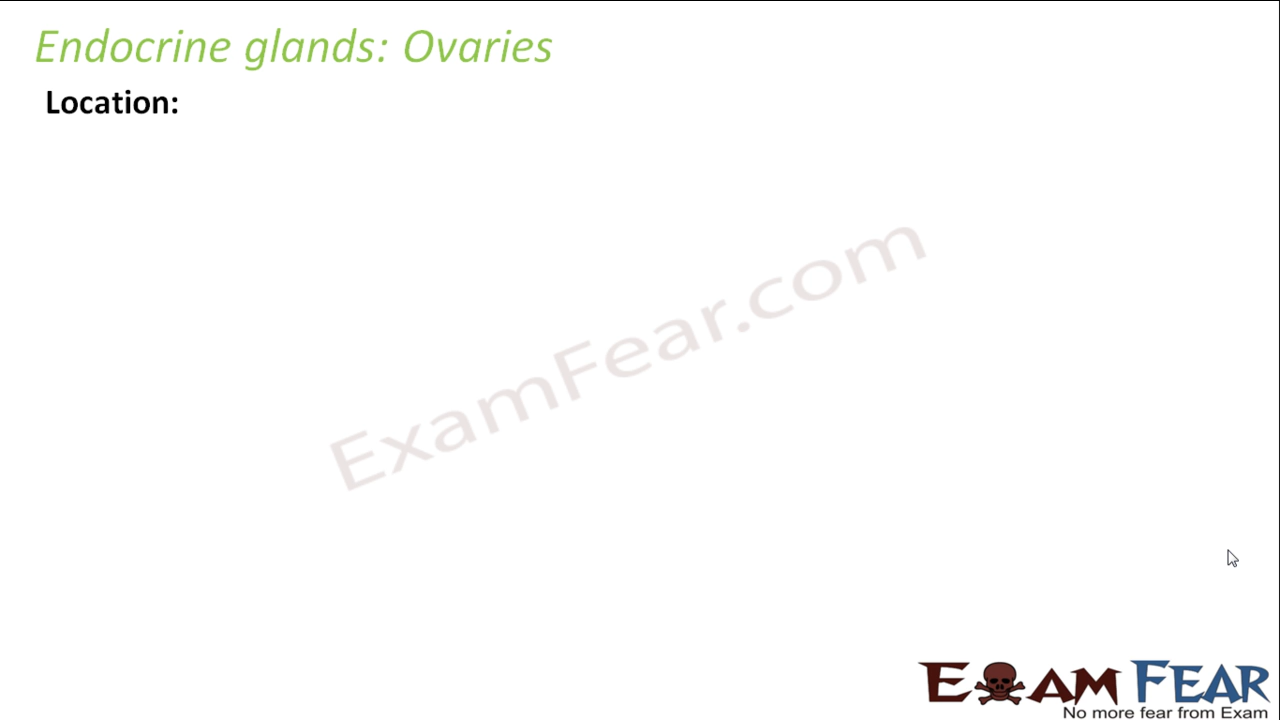 Endocrine glands: Ovaries
Location:
ExamFear.com
EXAM FEAR
No more fear from Exam